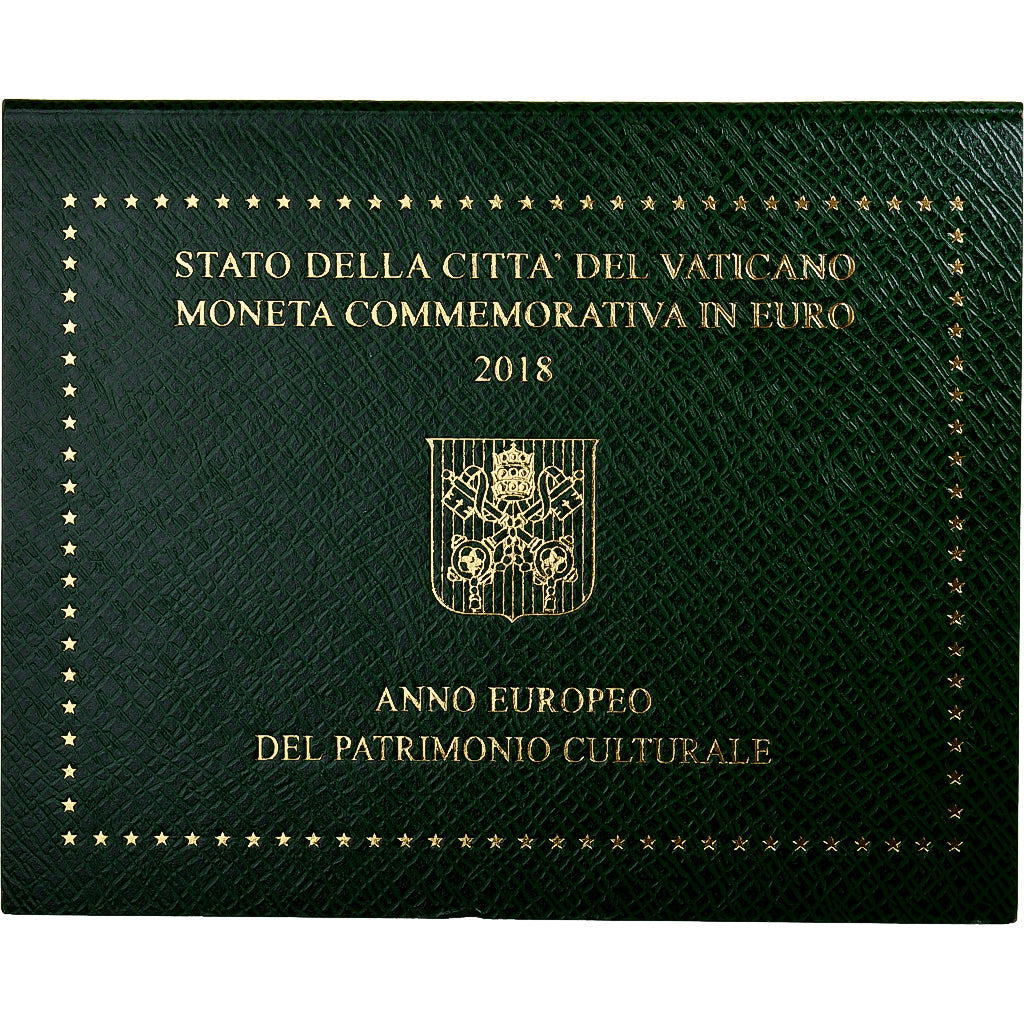 STATO DELLA CITTA' DEL VATICANO
MONETA COMMEMORATIVA IN EURO
2018
ANNO EUROPEO
DEL PATRIMONIO CULTURALE